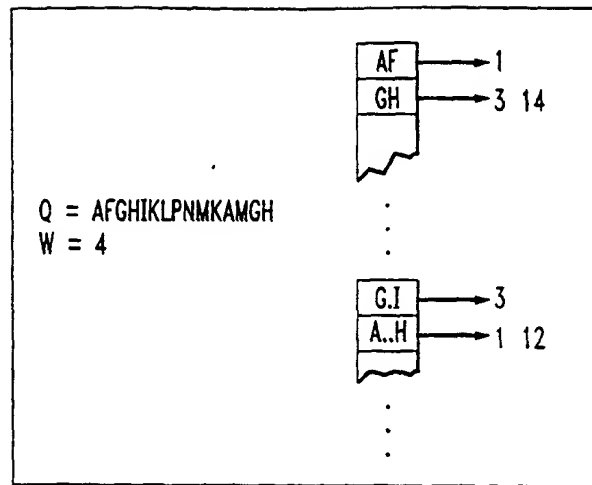 AF 1
GH 3 14
Q = AFGHIKLPNMKAMGH
W = 4
G.I 3
A..H 1 12